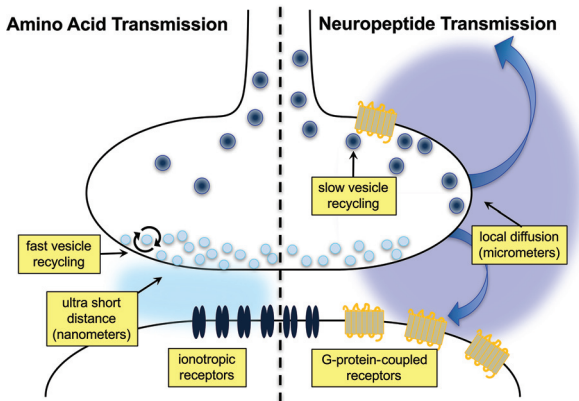 Amino Acid Transmission
Neuropeptide Transmission
slow vesicle
recycling
fast vesicle
recycling
local diffusion
(micrometers)
ultra short
distance
(nanometers)
ionotropic
receptors
G-protein-coupled
receptors